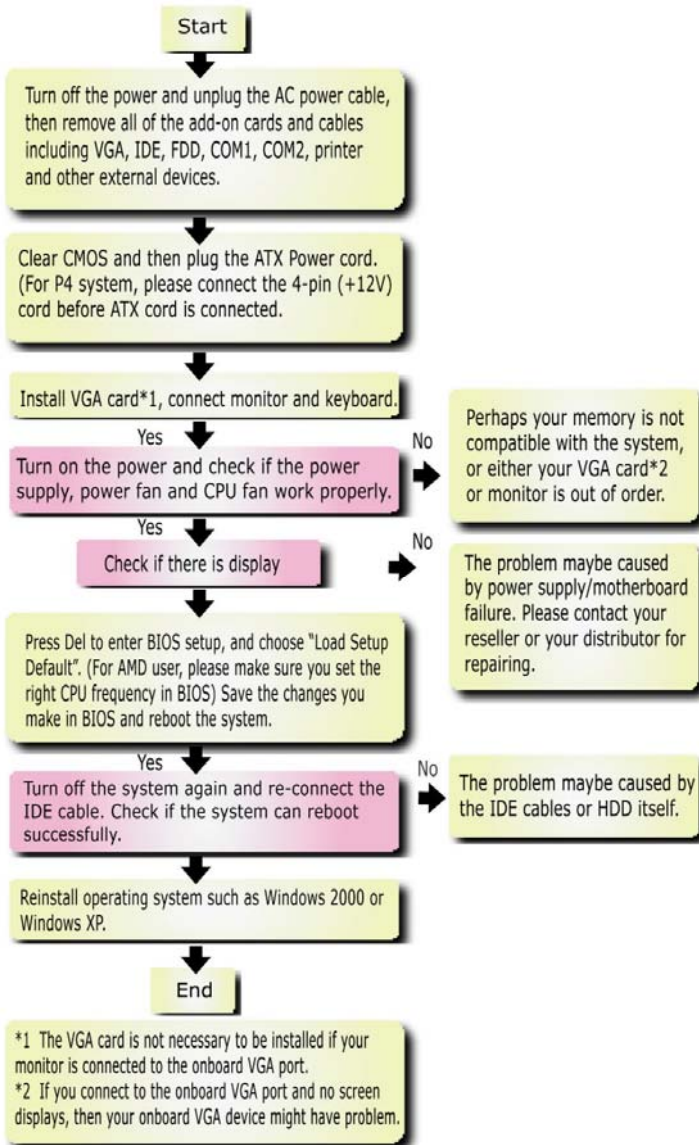 Start
Turn off the power and unplug the AC power cable,
then remove all of the add-on cards and cables
including VGA, IDE, FDD, COM1, COM2, printer
and other external devices.
Clear CMOS and then plug the ATX Power cord.
(For P4 system, please connect the 4-pin (+12V)
cord before ATX cord is connected.
Install VGA card*1, connect monitor and keyboard.
Yes
Turn on the power and check if the power
supply, power fan and CPU fan work properly.
No
Perhaps your memory is not
compatible with the system,
or either your VGA card*2
or monitor is out of order.
Yes
Check if there is display
No
The problem maybe caused
by power supply/motherboard
failure. Please contact your
reseller or your distributor for
repairing.
Press Del to enter BIOS setup, and choose “Load Setup
Default”. (For AMD user, please make sure you set the
right CPU frequency in BIOS) Save the changes you
make in BIOS and reboot the system.
Yes
Turn off the system again and re-connect the
IDE cable. Check if the system can reboot
successfully.
No
The problem maybe caused by
the IDE cables or HDD itself.
Reinstall operating system such as Windows 2000 or
Windows XP.
End
*1 The VGA card is not necessary to be installed if your
monitor is connected to the onboard VGA port.
*2 If you connect to the onboard VGA port and no screen
displays, then your onboard VGA device might have problem.